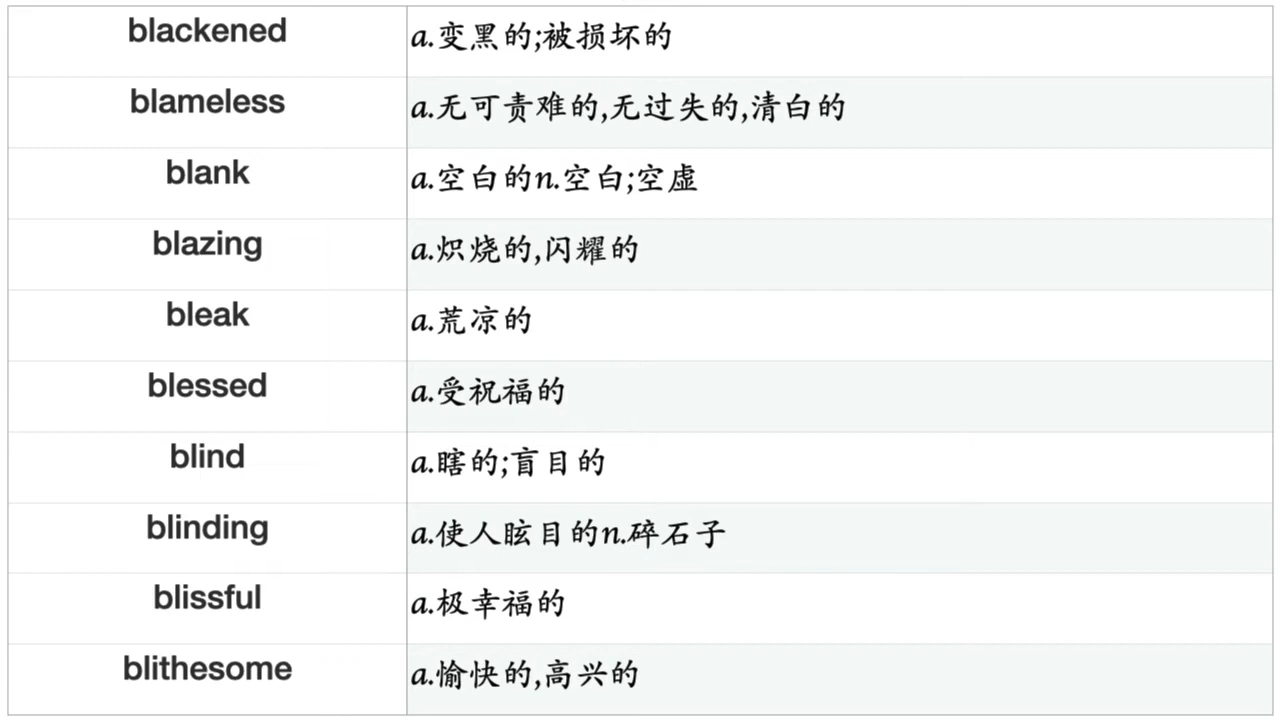 blackened a.变黑的;被损坏的
blameless a.无可责难的,无过失的,清白的
blank a.空白的n.空白;空虚
blazing a.炽烧的,闪耀的
bleak a.荒凉的
blessed a.受祝福的
blind a.瞎的;盲目的
blinding a.使人眩目的n.碎石子
blissful a.极幸福的
blithesome a.愉快的,高兴的